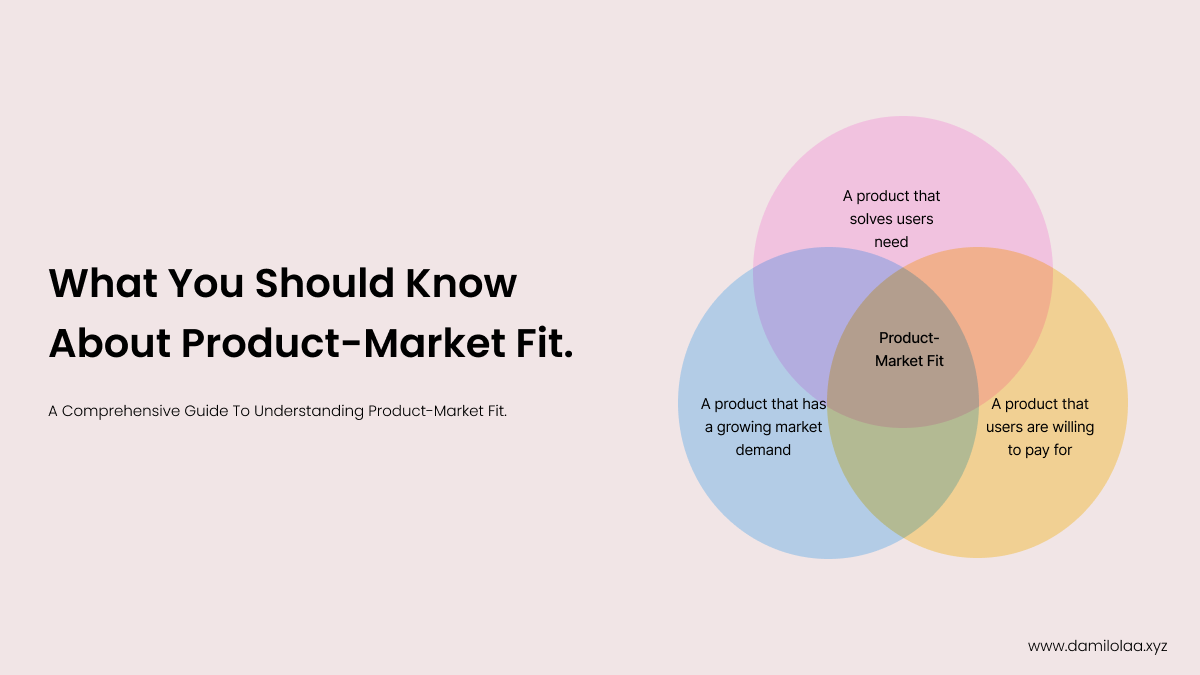 What You Should Know
About Product-Market Fit.
A Comprehensive Guide To Understanding Product-Market Fit.
A product that
solves users
need
Product-
Market Fit
A product that has
a growing market
demand
A product that
users are willing
to pay for
www.damilolaa.xyz